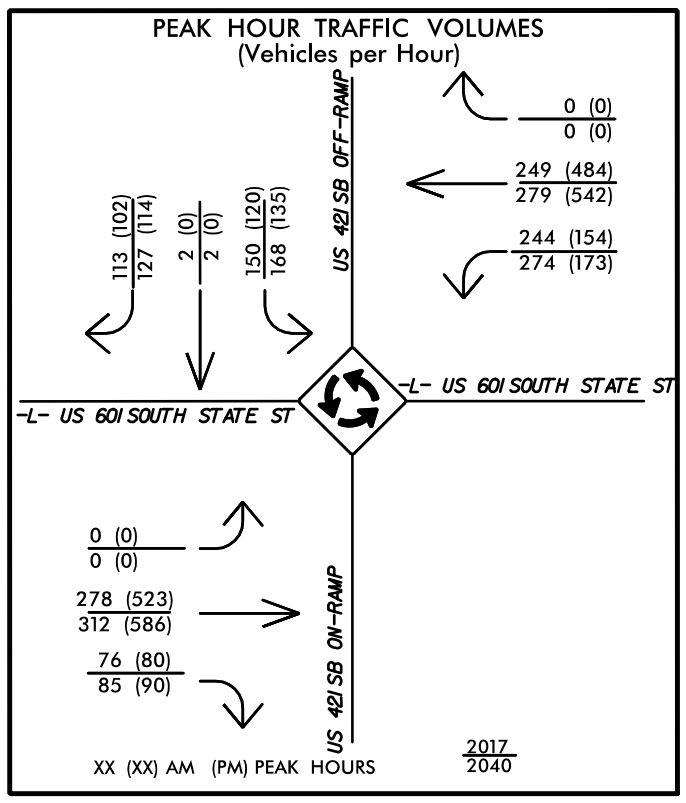 PEAK HOUR TRAFFIC VOLUMES
(Vehicles per Hour)
US 421 SB OFF-RAMP
0 (0)
0 (0)
249 (484)
279 (542)
244 (154)
274 (173)
113 (102)
127 (114)
2 (0)
2 (0)
150 (120)
168 (135)
-L- US 601 SOUTH STATE ST
-L- US 601 SOUTH STATE ST
0 (0)
0 (0)
278 (523)
312 (586)
76 (80)
85 (90)
US 421 SB ON-RAMP
XX (XX) AM (PM) PEAK HOURS
2017
2040